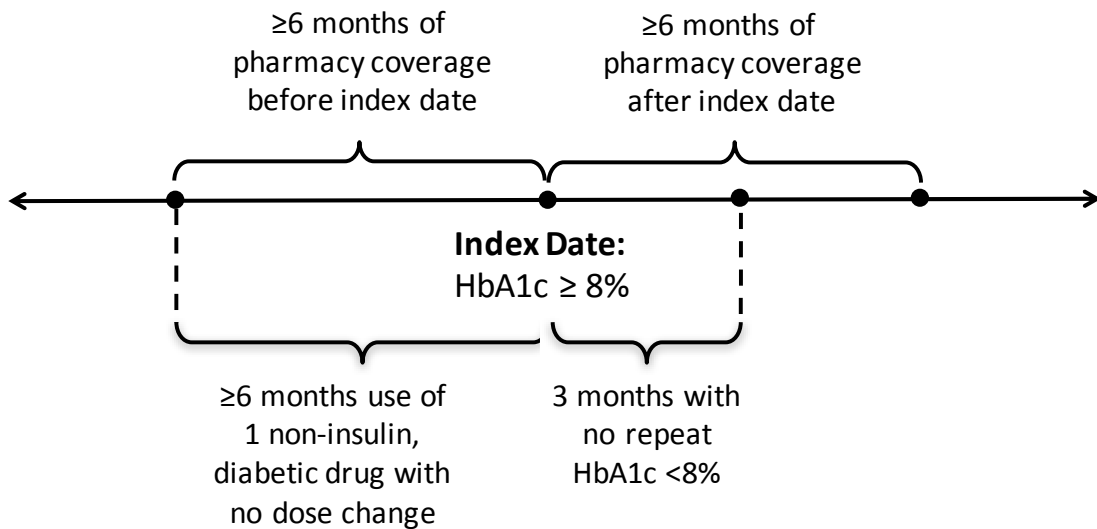 ≥6 months of
pharmacy coverage
before index date
≥6 months of
pharmacy coverage
after index date
Index Date:
HbA1c ≥ 8%
≥6 months use of
1 non-insulin,
diabetic drug with
no dose change
3 months with
no repeat
HbA1c <8%